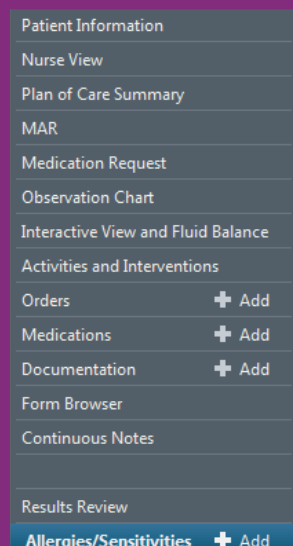 Patient Information
Nurse View
Plan of Care Summary
MAR
Medication Request
Observation Chart
Interactive View and Fluid Balance
Activities and Interventions
Orders Add
Medications Add
Documentation Add
Form Browser
Continuous Notes
Results Review
Allergies/Sensitivities Add